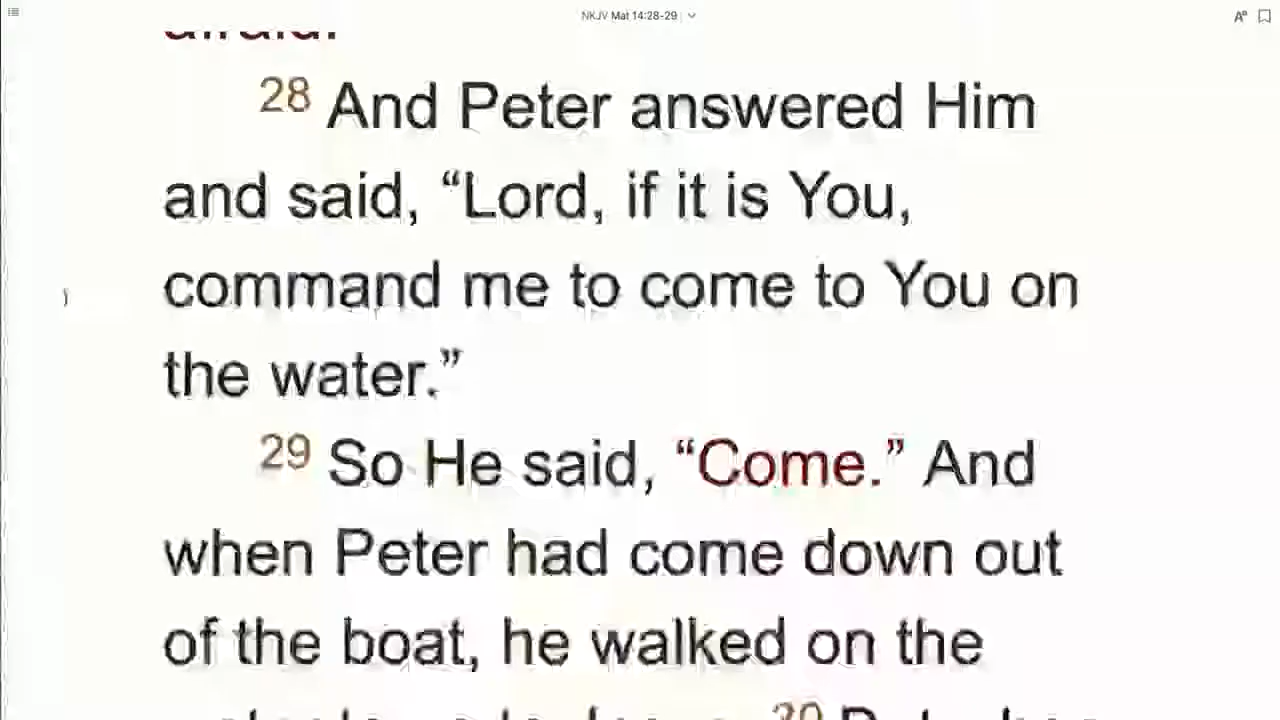 NKJV Mat 14:28-29
afraid.
28 And Peter answered Him
and said, “Lord, if it is You,
command me to come to You on
the water.”
29 So He said, “Come.” And
when Peter had come down out
of the boat, he walked on the
30